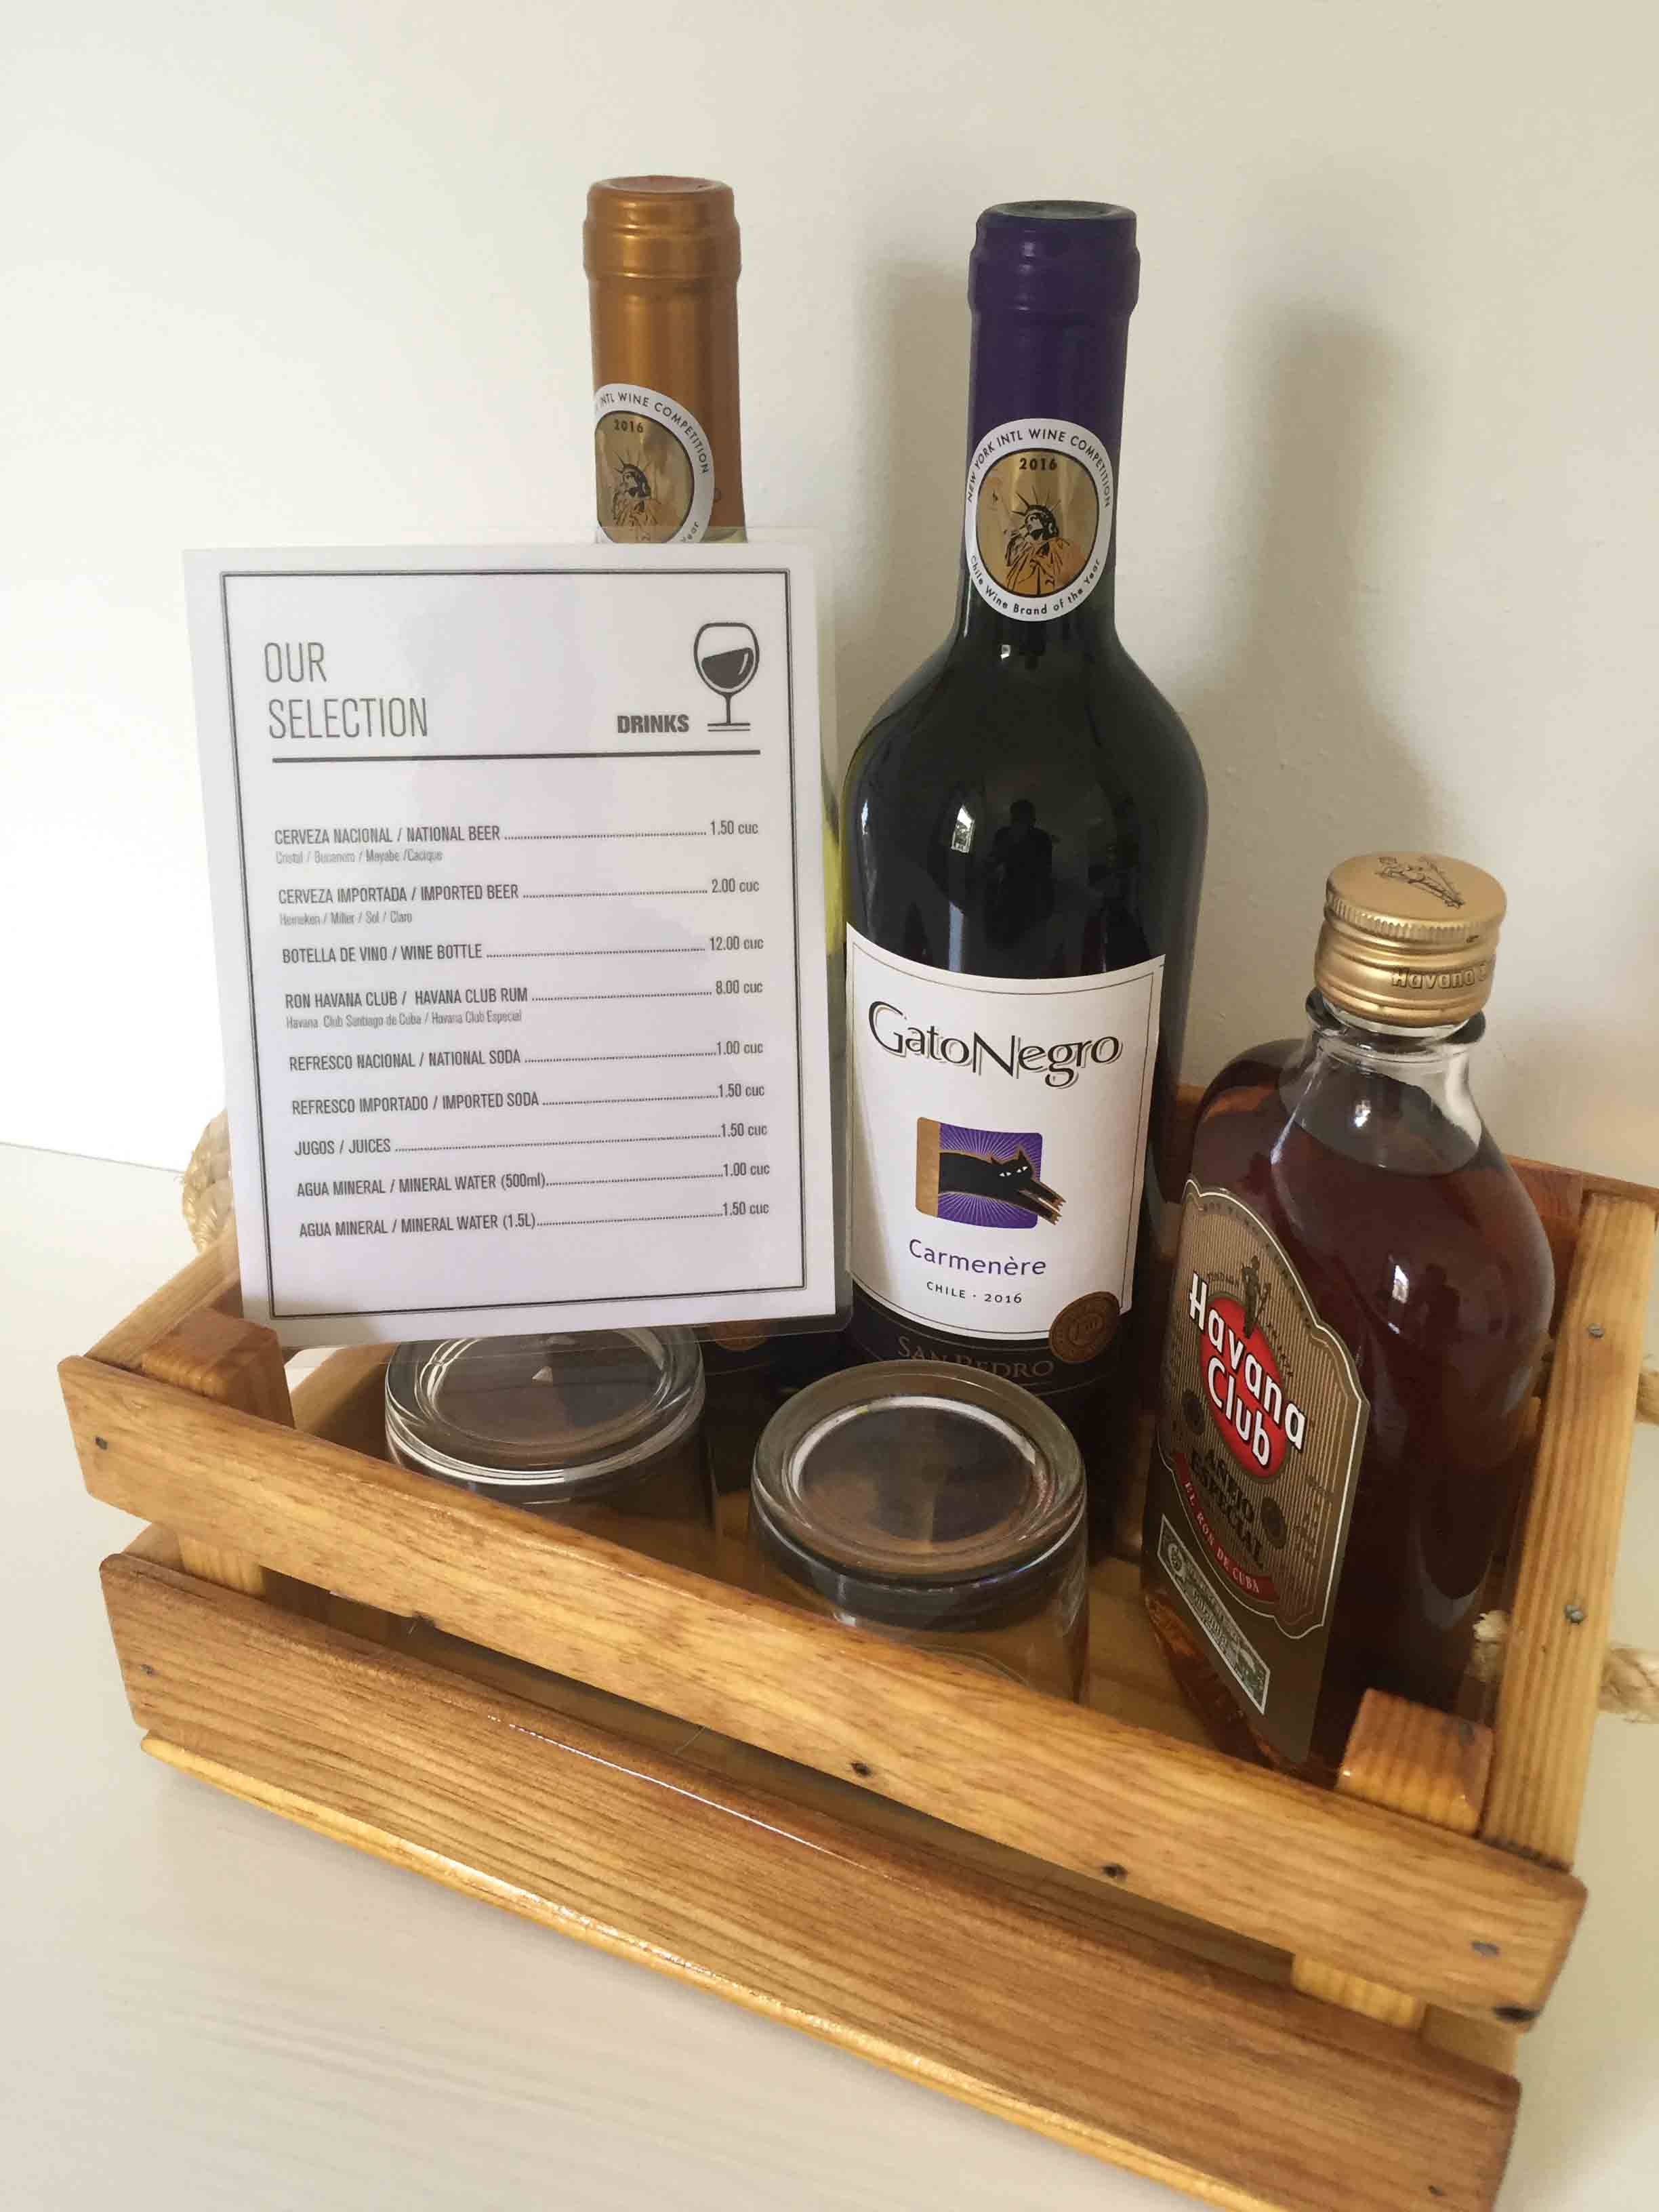 INTL WINE COMPETITION
2016
NEW YORK INTL WINE COMPETITION
2016
Chile Wine Brand of the Year
OUR
SELECTION
DRINKS
CERVEZA NACIONAL / NATIONAL BEER ........ 1.50 cuc
Cristal / Bucanero / Mayabe /Cacique
CERVEZA IMPORTADA / IMPORTED BEER ........ 2.00 cuc
Heineken / Miller / Sol / Claro
BOTELLA DE VINO / WINE BOTTLE ........ 12.00 cuc
RON HAVANA CLUB / HAVANA CLUB RUM ........ 8.00 cuc
Havana Club Santiago de Cuba / Havana Club Especial
REFRESCO NACIONAL / NATIONAL SODA ........ 1.00 cuc
REFRESCO IMPORTADO / IMPORTED SODA ........ 1.50 cuc
JUGOS / JUICES ........ 1.50 cuc
AGUA MINERAL / MINERAL WATER (500ml) ........ 1.00 cuc
AGUA MINERAL / MINERAL WATER (1.5L) ........ 1.50 cuc
GatoNegro
Carmenère
CHILE · 2016
SAN PEDRO
Havana
Havana
Club
AÑEJO
ESPECIAL
EL RON DE CUBA